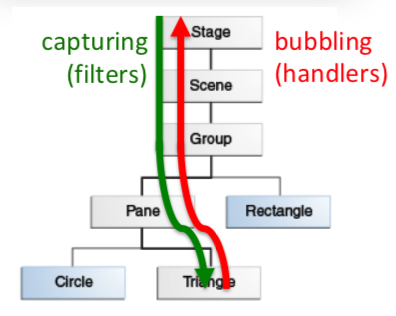 capturing
(filters)
Stage
bubbling
(handlers)
Scene
Group
Pane
Rectangle
Circle
Triangle